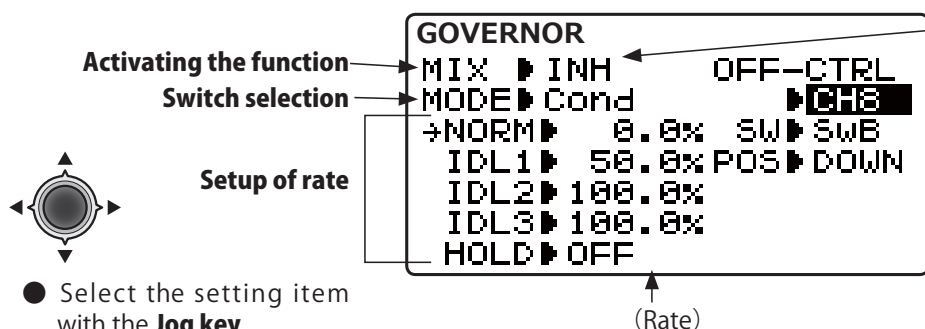 GOVERNOR
Activating the function
MIX INH OFF-CTRL
Switch selection
MODE Cond CH8
NORM 0.0% SW SwB
IDL1 50.0% POS DOWN
Setup of rate
IDL2 100.0%
IDL3 100.0%
HOLD OFF
● Select the setting item
with the Jog key
(Rate)